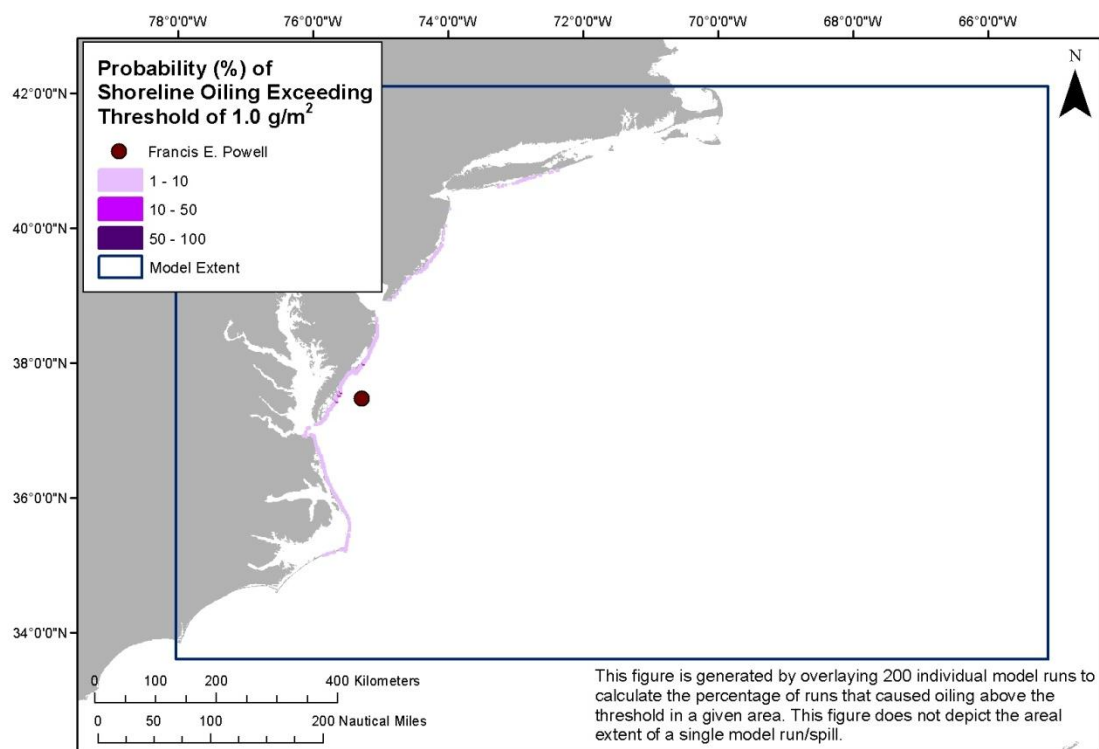 78°0'0"W 76°0'0"W 74°0'0"W 72°0'0"W 70°0'0"W 68°0'0"W 66°0'0"W
Probability (%) of
Shoreline Oiling Exceeding
Threshold of 1.0 g/m²
Francis E. Powell
1 - 10
10 - 50
50 - 100
Model Extent
N
42°0'0"N
40°0'0"N
38°0'0"N
36°0'0"N
34°0'0"N
0 100 200 400 Kilometers
0 50 100 200 Nautical Miles
This figure is generated by overlaying 200 individual model runs to
calculate the percentage of runs that caused oiling above the
threshold in a given area. This figure does not depict the areal
extent of a single model run/spill.